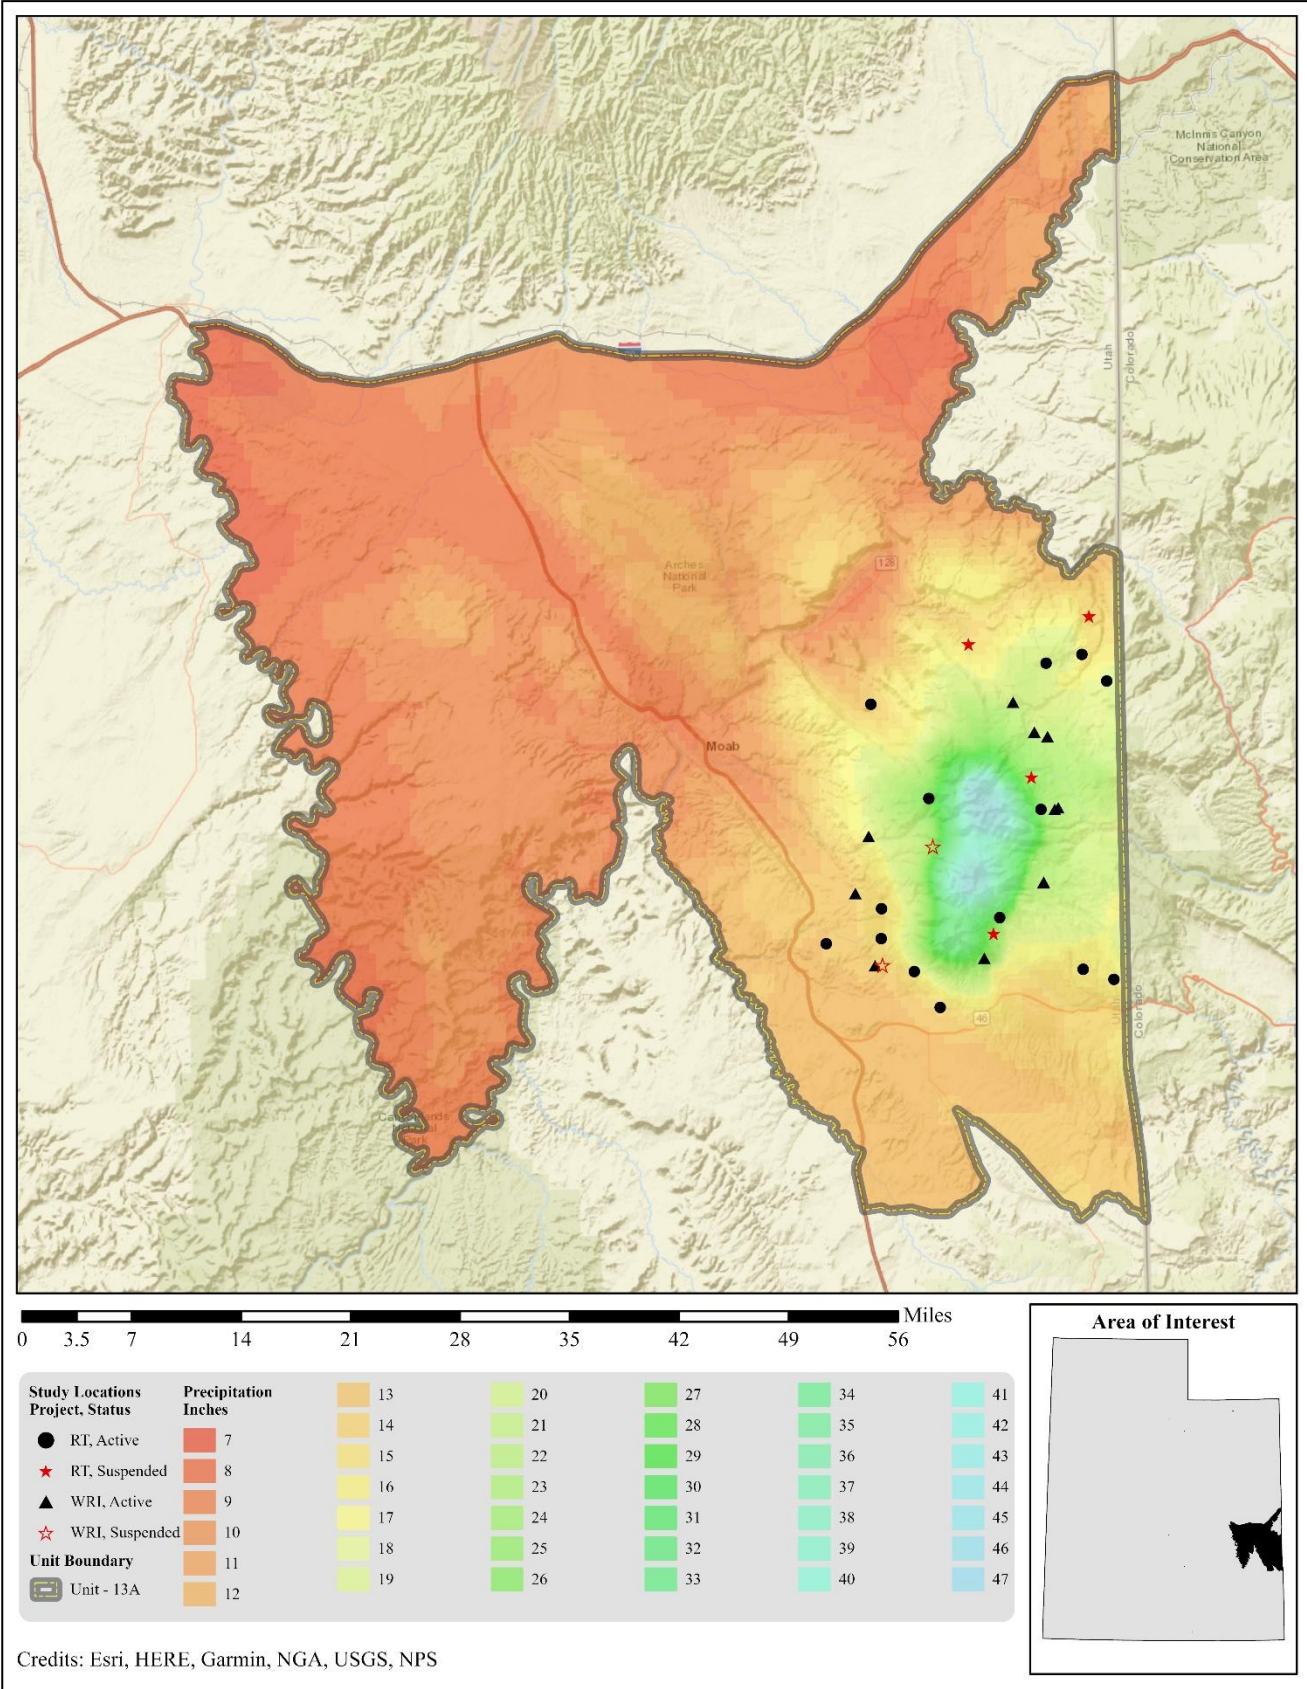 McInnis Canyon
National
Conservation Area
Utah
Colorado
128
Arches
National
Park
Moab
46
Colorado
Miles
0 3.5 7 14 21 28 35 42 49 56
Area of Interest
Study Locations
Project, Status
RT, Active
RT, Suspended
WRI, Active
WRI, Suspended
Unit Boundary
Unit - 13A
Precipitation
Inches
7
8
9
10
11
12
13
14
15
16
17
18
19
20
21
22
23
24
25
26
27
28
29
30
31
32
33
34
35
36
37
38
39
40
41
42
43
44
45
46
47
Credits: Esri, HERE, Garmin, NGA, USGS, NPS